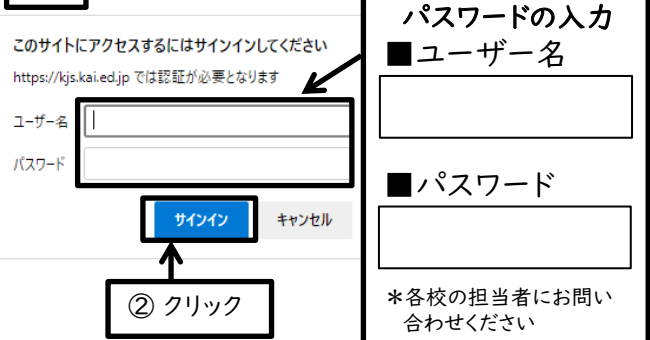 このサイトにアクセスするにはサインインしてください
https://kjs.kai.ed.jp では認証が必要となります
ユーザー名
パスワード
サインイン
キャンセル
② クリック
パスワードの入力
■ユーザー名
■パスワード
＊各校の担当者にお問い
合わせください